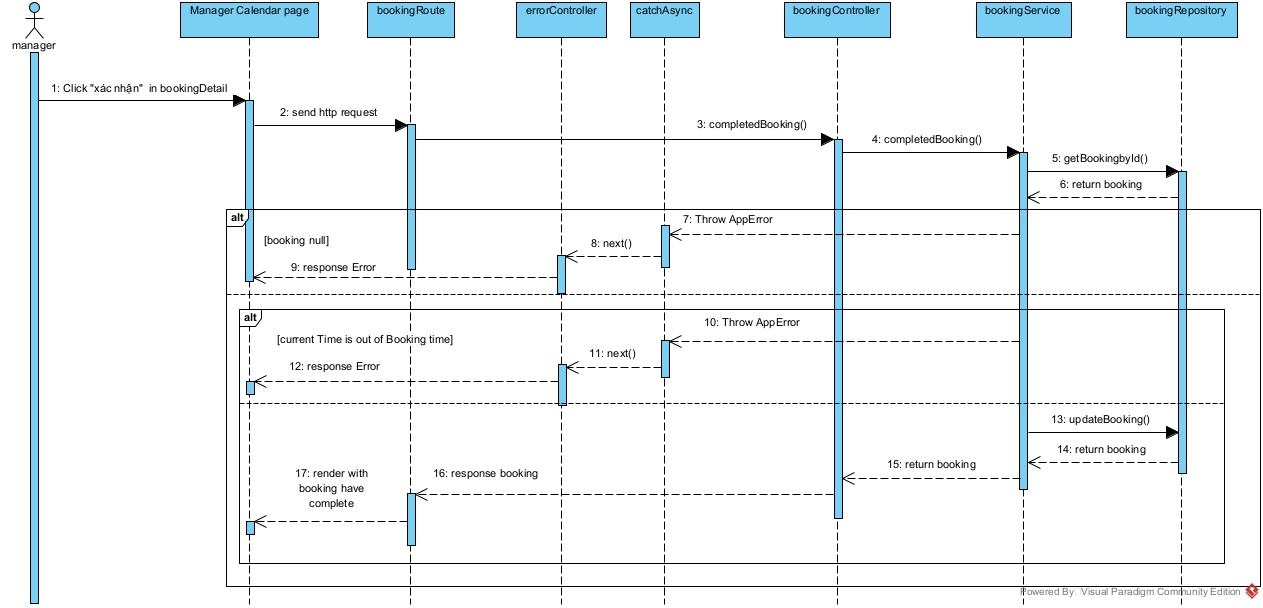 manager
Manager Calendar page
bookingRoute
errorController
catchAsync
bookingController
bookingService
bookingRepository
1: Click "xác nhận" in bookingDetail
2: send http request
3: completedBooking()
4: completedBooking()
5: getBookingbyId()
6: return booking
alt
7: Throw AppError
[booking null]
8: next()
9: response Error
alt
10: Throw AppError
[current Time is out of Booking time]
11: next()
12: response Error
13: updateBooking()
14: return booking
15: return booking
16: response booking
17: render with
booking have
complete
Powered By Visual Paradigm Community Edition